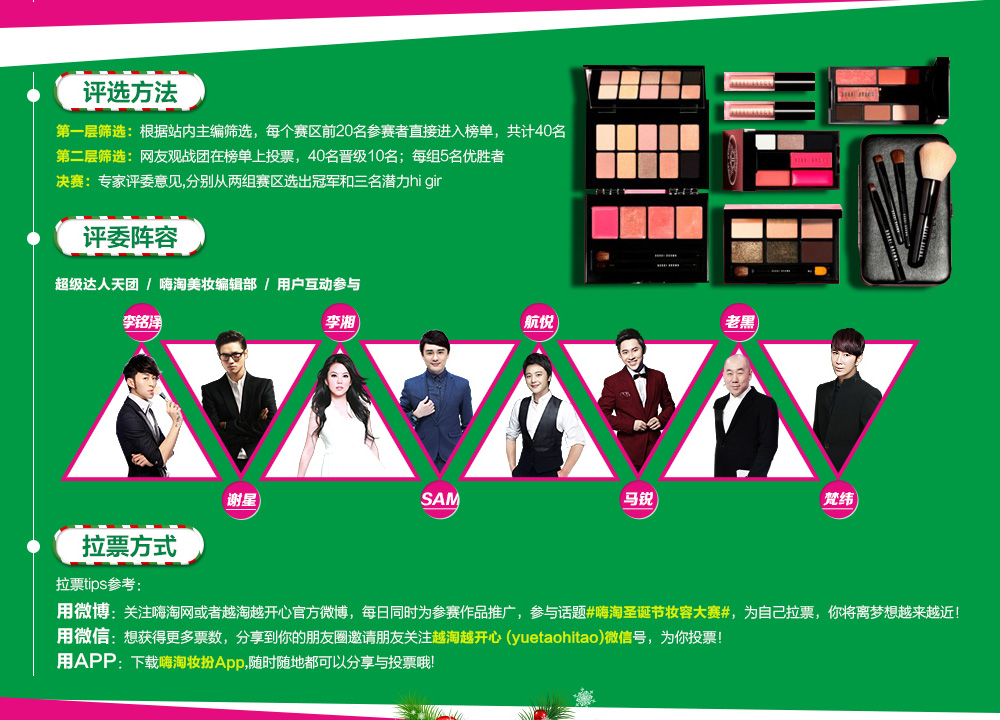 评选方法
第一层筛选：根据站内主编筛选，每个赛区前20名参赛者直接进入榜单，共计40名
第二层筛选：网友观战团在榜单上投票，40名晋级10名；每组5名优胜者
决赛：专家评委意见,分别从两组赛区选出冠军和三名潜力hi gir
评委阵容
超级达人天团 / 嗨淘美妆编辑部 / 用户互动参与
李铭泽
李湘
航悦
老黑
谢星
SAM
马锐
梵纬
拉票方式
拉票tips参考：
用微博：关注嗨淘网或者越淘越开心官方微博，每日同时为参赛作品推广，参与话题#嗨淘圣诞节妆容大赛#，为自己拉票，你将离梦想越来越近！
用微信：想获得更多票数，分享到你的朋友圈邀请朋友关注越淘越开心 (yuetaohitao)微信号，为你投票！
用APP：下载嗨淘妆扮App,随时随地都可以分享与投票哦!